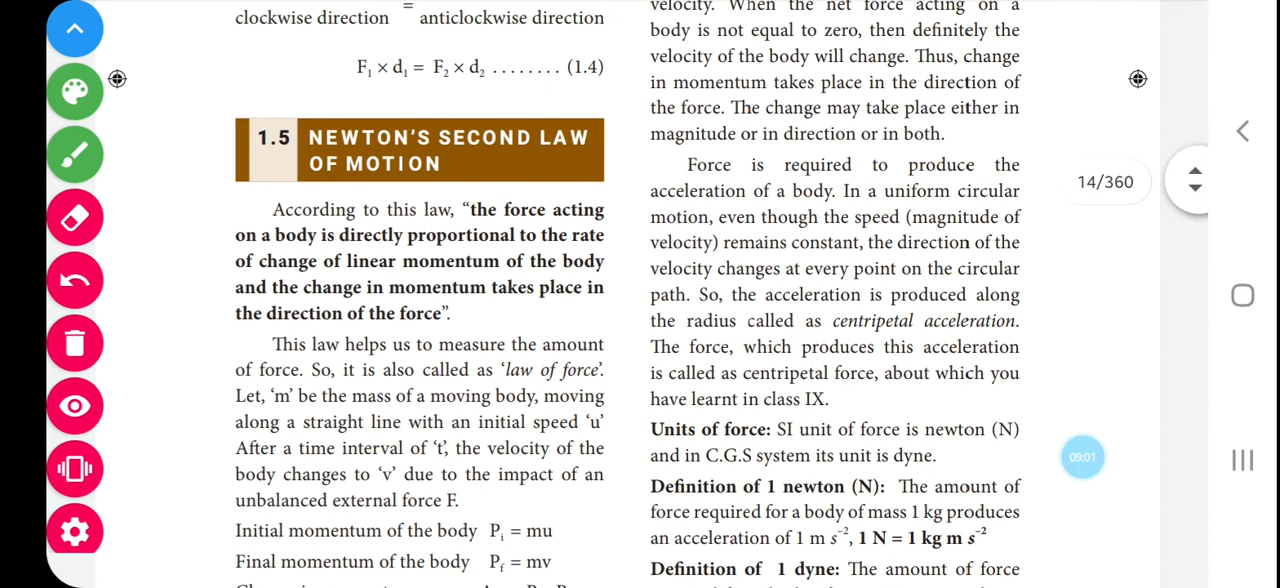 clockwise direction = anticlockwise direction
F₁ × d₁ = F₂ × d₂ ........ (1.4)
1.5 NEWTON'S SECOND LAW
OF MOTION
According to this law, “the force acting
on a body is directly proportional to the rate
of change of linear momentum of the body
and the change in momentum takes place in
the direction of the force”.
This law helps us to measure the amount
of force. So, it is also called as ‘law of force’.
Let, ‘m’ be the mass of a moving body, moving
along a straight line with an initial speed ‘u’
After a time interval of ‘t’, the velocity of the
body changes to ‘v’ due to the impact of an
unbalanced external force F.
Initial momentum of the body Pᵢ = mu
Final momentum of the body P_f = mv
velocity. When the net force acting on a
body is not equal to zero, then definitely the
velocity of the body will change. Thus, change
in momentum takes place in the direction of
the force. The change may take place either in
magnitude or in direction or in both.
Force is required to produce the
acceleration of a body. In a uniform circular
motion, even though the speed (magnitude of
velocity) remains constant, the direction of the
velocity changes at every point on the circular
path. So, the acceleration is produced along
the radius called as centripetal acceleration.
The force, which produces this acceleration
is called as centripetal force, about which you
have learnt in class IX.
Units of force: SI unit of force is newton (N)
and in C.G.S system its unit is dyne.
Definition of 1 newton (N): The amount of
force required for a body of mass 1 kg produces
an acceleration of 1 m s⁻², 1 N = 1 kg m s⁻²
Definition of 1 dyne: The amount of force
14/360
09:01